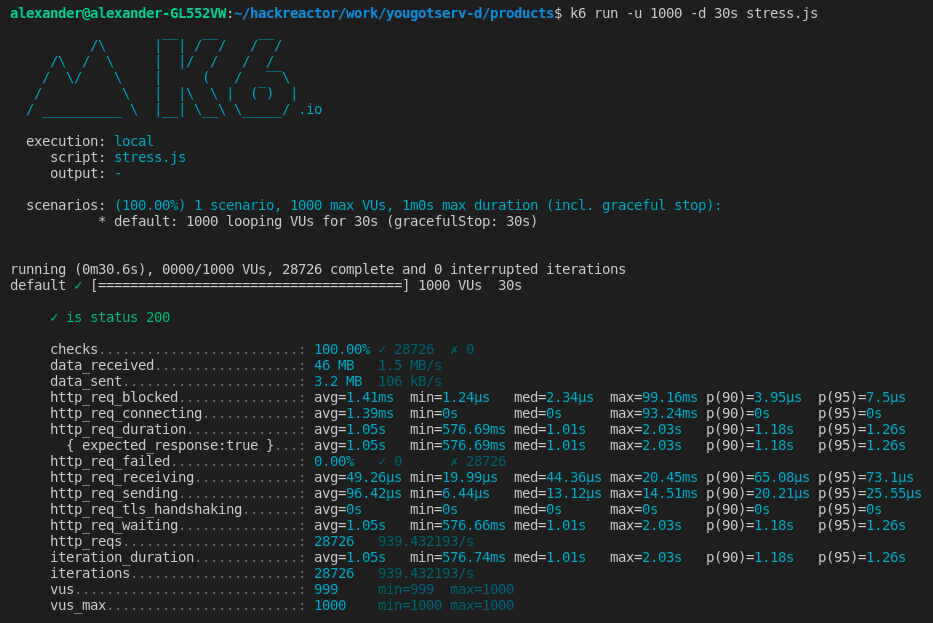 alexander@alexander-GL552VW:~/hackreactor/work/yougotserv-d/products$ k6 run -u 1000 -d 30s stress.js
K6 .io
execution: local
script: stress.js
output: -
scenarios: (100.00%) 1 scenario, 1000 max VUs, 1m0s max duration (incl. graceful stop):
* default: 1000 looping VUs for 30s (gracefulStop: 30s)
running (0m30.6s), 0000/1000 VUs, 28726 complete and 0 interrupted iterations
default ✓ [======================================] 1000 VUs  30s
✓ is status 200
checks.........................: 100.00% ✓ 28726  ✗ 0
data_received..................: 46 MB   1.5 MB/s
data_sent......................: 3.2 MB  106 kB/s
http_req_blocked...............: avg=1.41ms  min=1.24µs   med=2.34µs  max=99.16ms p(90)=3.95µs  p(95)=7.5µs
http_req_connecting............: avg=1.39ms  min=0s       med=0s      max=93.24ms p(90)=0s      p(95)=0s
http_req_duration..............: avg=1.05s   min=576.69ms med=1.01s   max=2.03s   p(90)=1.18s   p(95)=1.26s
{ expected_response:true }...: avg=1.05s   min=576.69ms med=1.01s   max=2.03s   p(90)=1.18s   p(95)=1.26s
http_req_failed................: 0.00%   ✓ 0      ✗ 28726
http_req_receiving.............: avg=49.26µs min=19.99µs  med=44.36µs max=20.45ms p(90)=65.08µs p(95)=73.1µs
http_req_sending...............: avg=96.42µs min=6.44µs   med=13.12µs max=14.51ms p(90)=20.21µs p(95)=25.55µs
http_req_tls_handshaking.......: avg=0s      min=0s       med=0s      max=0s      p(90)=0s      p(95)=0s
http_req_waiting...............: avg=1.05s   min=576.66ms med=1.01s   max=2.03s   p(90)=1.18s   p(95)=1.26s
http_reqs......................: 28726   939.432193/s
iteration_duration.............: avg=1.05s   min=576.74ms med=1.01s   max=2.03s   p(90)=1.18s   p(95)=1.26s
iterations.....................: 28726   939.432193/s
vus............................: 999     min=999  max=1000
vus_max........................: 1000    min=1000 max=1000